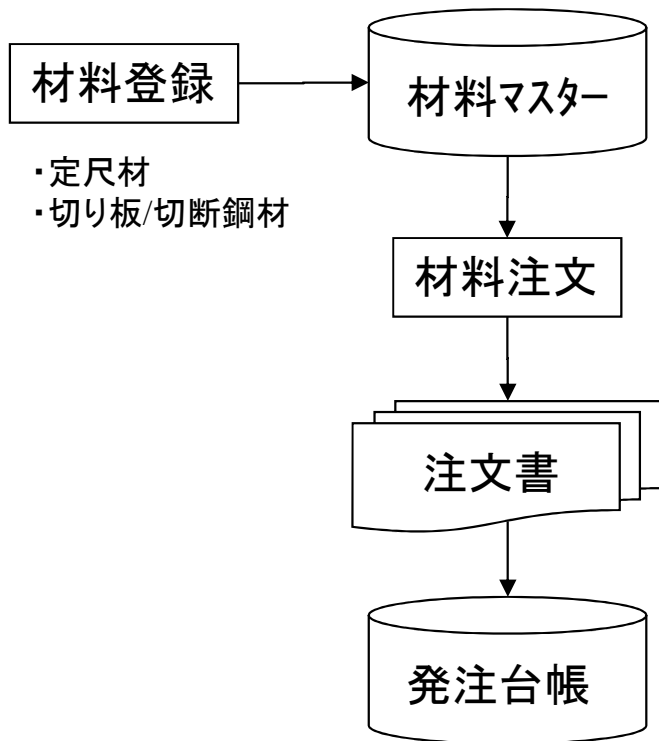 材料登録
材料ﾏｽﾀｰ
・定尺材
・切り板/切断鋼材
材料注文
注文書
発注台帳